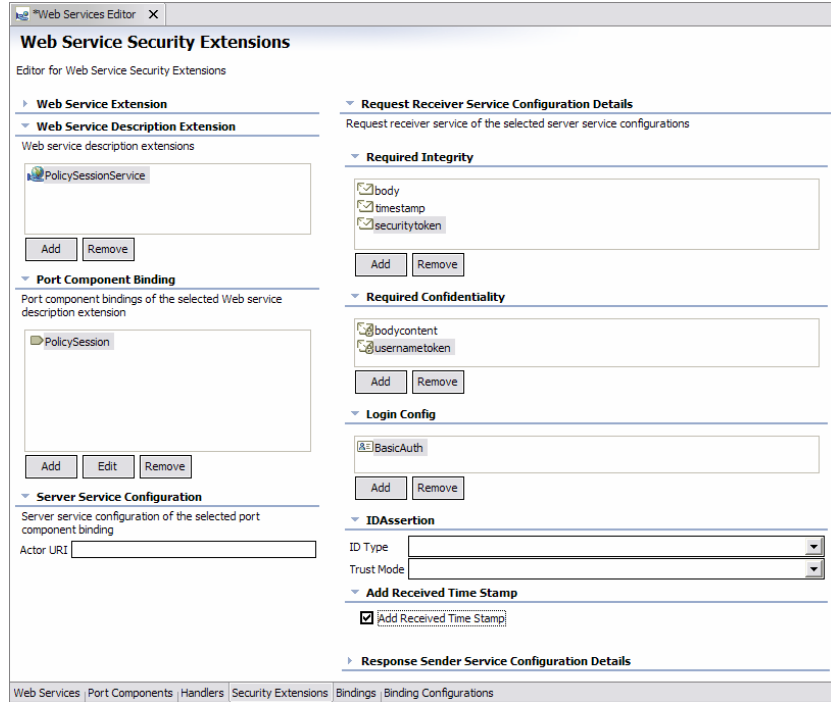 *Web Services Editor X
Web Service Security Extensions
Editor for Web Service Security Extensions
Web Service Extension
Web Service Description Extension
Web service description extensions
PolicySessionService
Add Remove
Port Component Binding
Port component bindings of the selected Web service
description extension
PolicySession
Add Edit Remove
Server Service Configuration
Server service configuration of the selected port
component binding
Actor URI
Request Receiver Service Configuration Details
Request receiver service of the selected server service configurations
Required Integrity
body
timestamp
securitytoken
Add Remove
Required Confidentiality
bodycontent
usernametoken
Add Remove
Login Config
BasicAuth
Add Remove
IDAssertion
ID Type
Trust Mode
Add Received Time Stamp
Add Received Time Stamp
Response Sender Service Configuration Details
Web Services Port Components Handlers Security Extensions Bindings Binding Configurations